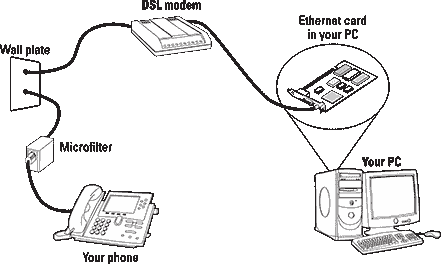 DSL modem
Ethernet card
in your PC
Wall plate
Microfilter
Your PC
Your phone